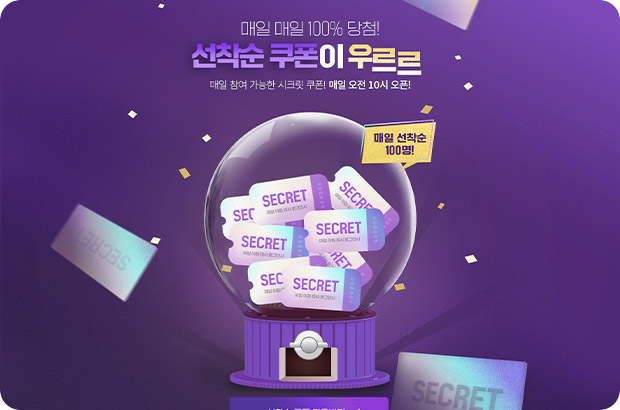 매일 매일 100% 당첨!
선착순 쿠폰이 우르르
매일 참여 가능한 시크릿 쿠폰! 매일 오전 10시 오픈!
매일 선착순
100명!
SECRET
SECRET
SEC
SECRET
SECRET
SECRET
SECRET
SECRET
SECRET